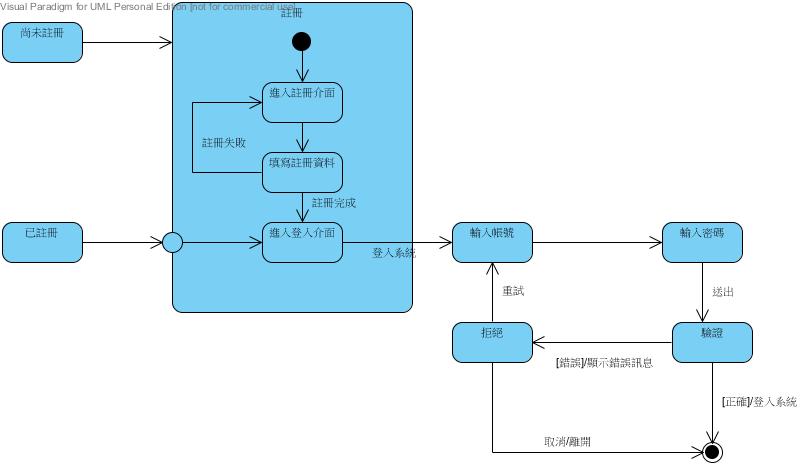 Visual Paradigm for UML Personal Edition [not for commercial use]
註冊
尚未註冊
進入註冊介面
註冊失敗
填寫註冊資料
註冊完成
已註冊
進入登入介面
登入系統
輸入帳號
輸入密碼
重試
送出
拒絕
驗證
[錯誤]/顯示錯誤訊息
[正確]/登入系統
取消/離開